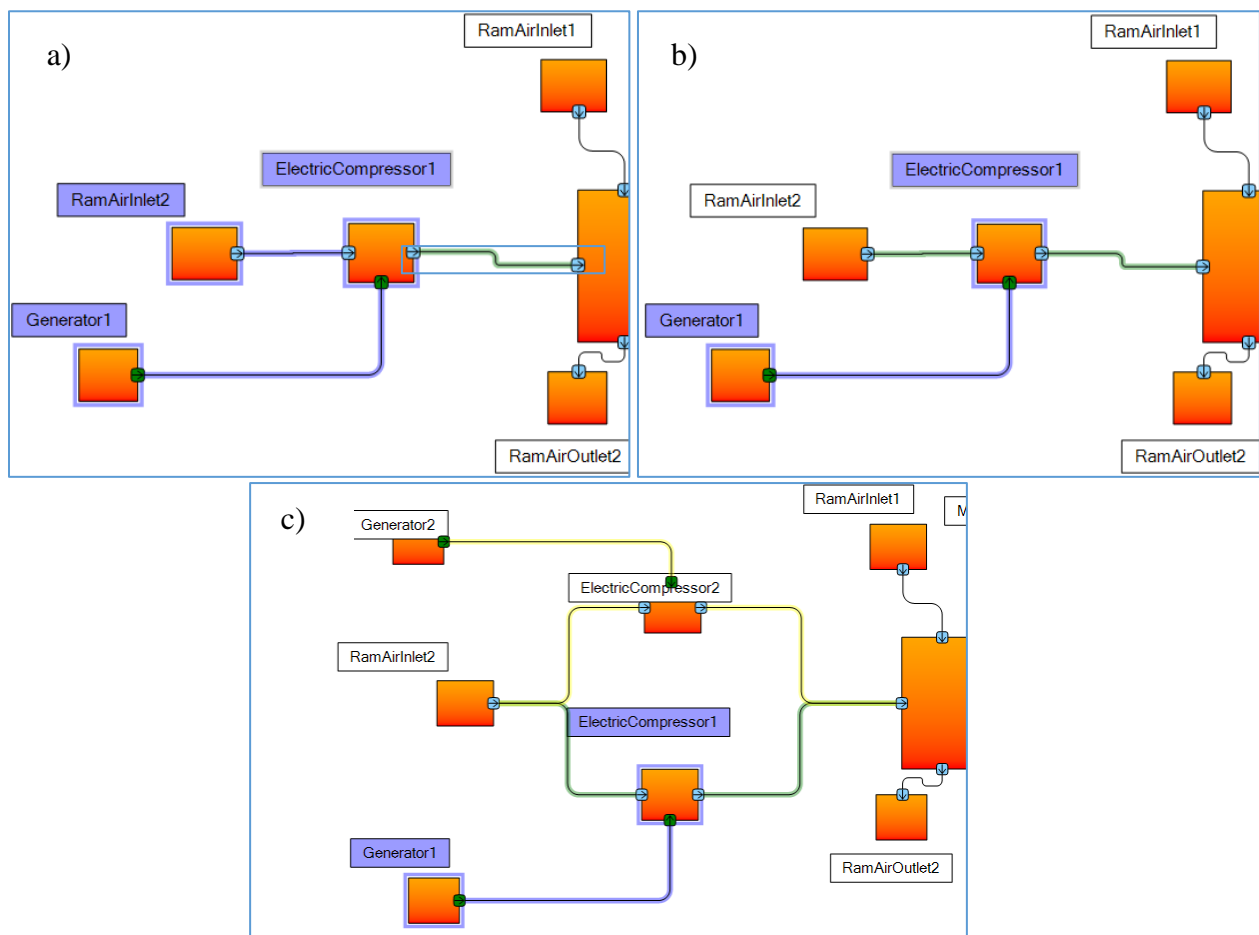 a)
RamAirInlet1
ElectricCompressor1
RamAirInlet2
Generator1
RamAirOutlet2
b)
RamAirInlet1
ElectricCompressor1
RamAirInlet2
Generator1
RamAirOutlet2
c)
Generator2
RamAirInlet1
M
ElectricCompressor2
RamAirInlet2
ElectricCompressor1
Generator1
RamAirOutlet2